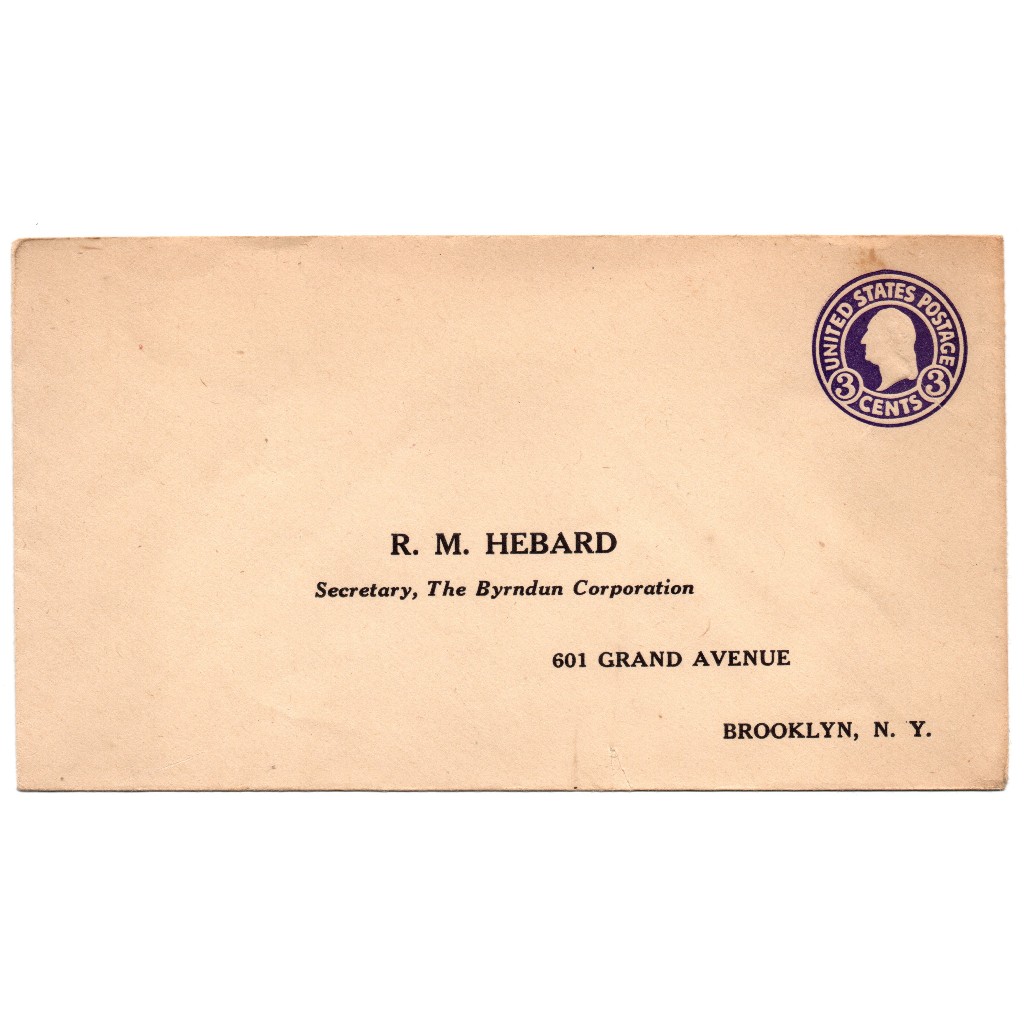 UNITED STATES POSTAGE
3 CENTS 3
R. M. HEBARD
Secretary, The Byrndun Corporation
601 GRAND AVENUE
BROOKLYN, N. Y.